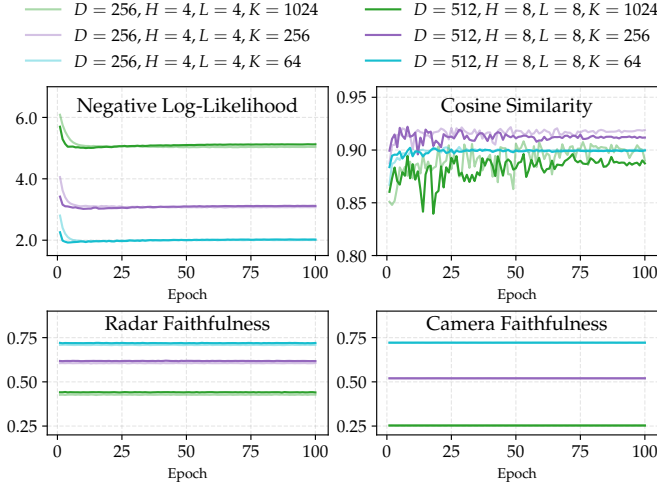 D = 256, H = 4, L = 4, K = 1024
D = 512, H = 8, L = 8, K = 1024
D = 256, H = 4, L = 4, K = 256
D = 512, H = 8, L = 8, K = 256
D = 256, H = 4, L = 4, K = 64
D = 512, H = 8, L = 8, K = 64
Negative Log-Likelihood
6.0
4.0
2.0
0 25 50 75 100
Epoch
Cosine Similarity
0.95
0.90
0.85
0.80
0 25 50 75 100
Epoch
Radar Faithfulness
0.75
0.50
0.25
0 25 50 75 100
Epoch
Camera Faithfulness
0.75
0.50
0.25
0 25 50 75 100
Epoch